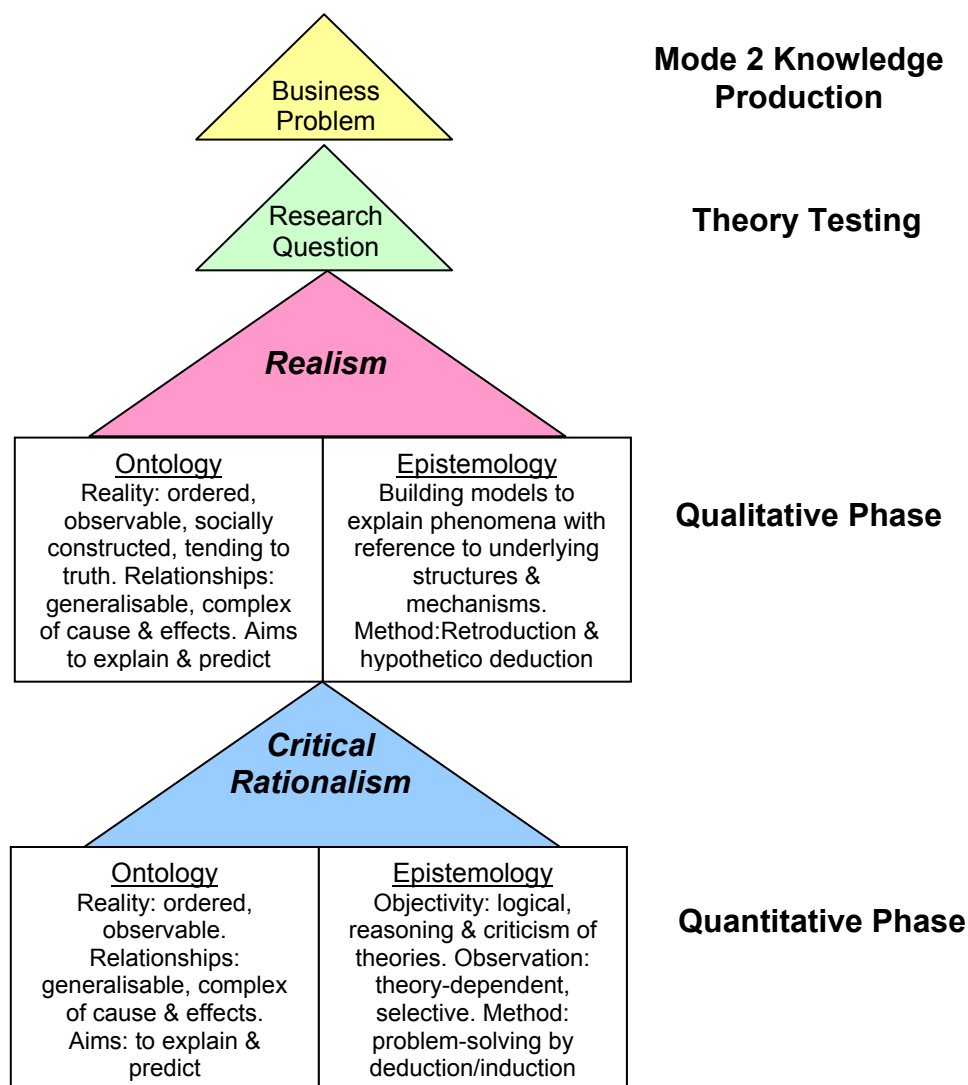 Business
Problem
Mode 2 Knowledge
Production
Research
Question
Theory Testing
Realism
Ontology
Reality: ordered,
observable, socially
constructed, tending to
truth. Relationships:
generalisable, complex
of cause & effects. Aims
to explain & predict
Epistemology
Building models to
explain phenomena with
reference to underlying
structures &
mechanisms.
Method:Retroduction &
hypothetico deduction
Qualitative Phase
Critical
Rationalism
Ontology
Reality: ordered,
observable.
Relationships:
generalisable, complex
of cause & effects.
Aims: to explain &
predict
Epistemology
Objectivity: logical,
reasoning & criticism of
theories. Observation:
theory-dependent,
selective. Method:
problem-solving by
deduction/induction
Quantitative Phase